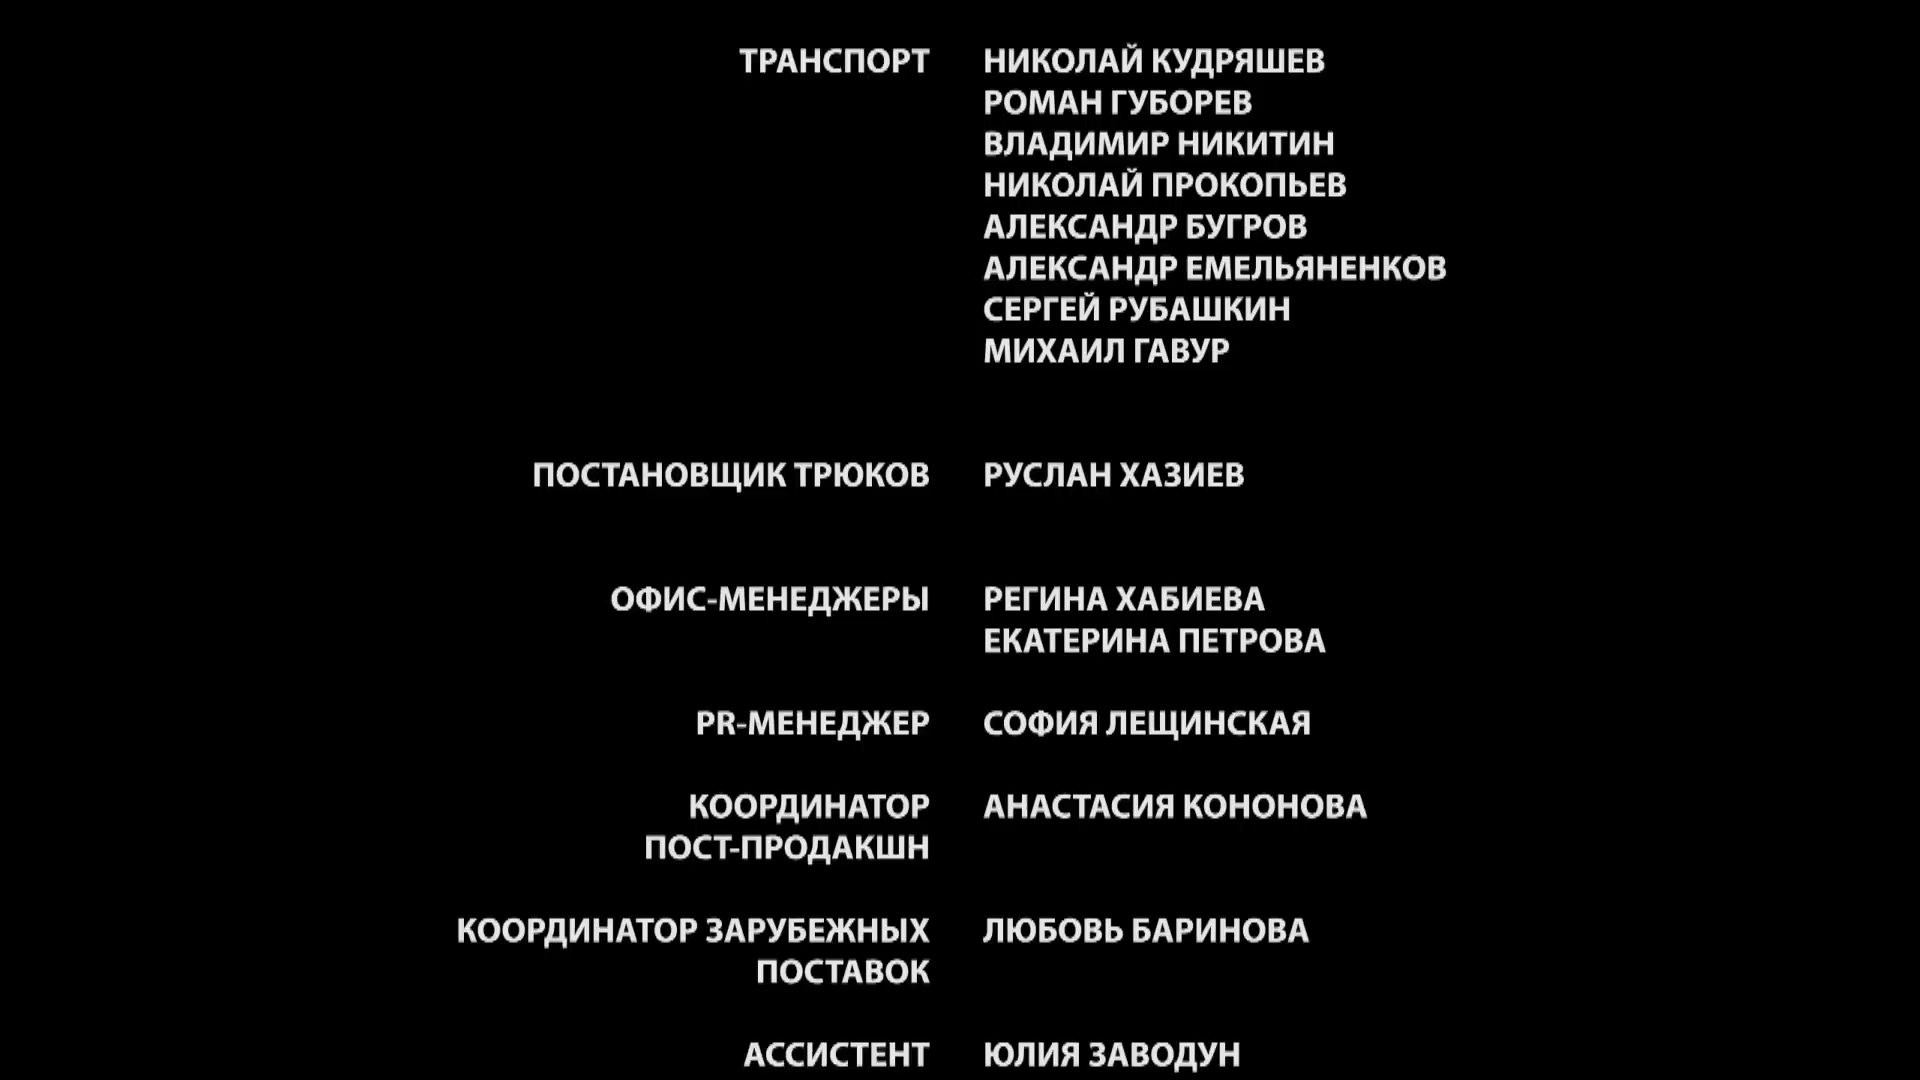 ТРАНСПОРТ НИКОЛАЙ КУДРЯШЕВ
РОМАН ГУБОРЕВ
ВЛАДИМИР НИКИТИН
НИКОЛАЙ ПРОКОПЬЕВ
АЛЕКСАНДР БУГРОВ
АЛЕКСАНДР ЕМЕЛЬЯНЕНКОВ
СЕРГЕЙ РУБАШКИН
МИХАИЛ ГАВУР
ПОСТАНОВЩИК ТРЮКОВ РУСЛАН ХАЗИЕВ
ОФИС-МЕНЕДЖЕРЫ РЕГИНА ХАБИЕВА
ЕКАТЕРИНА ПЕТРОВА
PR-МЕНЕДЖЕР СОФИЯ ЛЕЩИНСКАЯ
КООРДИНАТОР АНАСТАСИЯ КОНОНОВА
ПОСТ-ПРОДАКШН
КООРДИНАТОР ЗАРУБЕЖНЫХ ЛЮБОВЬ БАРИНОВА
ПОСТАВОК
АССИСТЕНТ ЮЛИЯ ЗАВОДУН